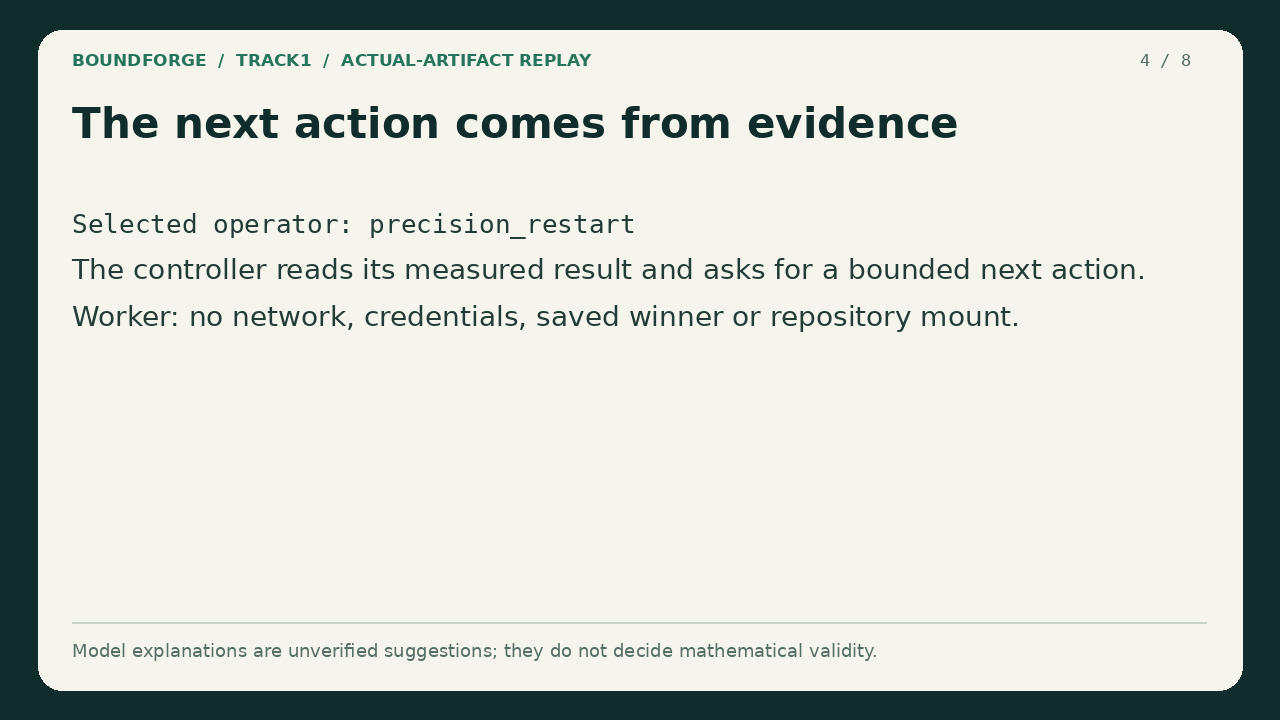 BOUNDFORGE / TRACK1 / ACTUAL-ARTIFACT REPLAY
4 / 8
The next action comes from evidence
Selected operator: precision_restart
The controller reads its measured result and asks for a bounded next action.
Worker: no network, credentials, saved winner or repository mount.
Model explanations are unverified suggestions; they do not decide mathematical validity.